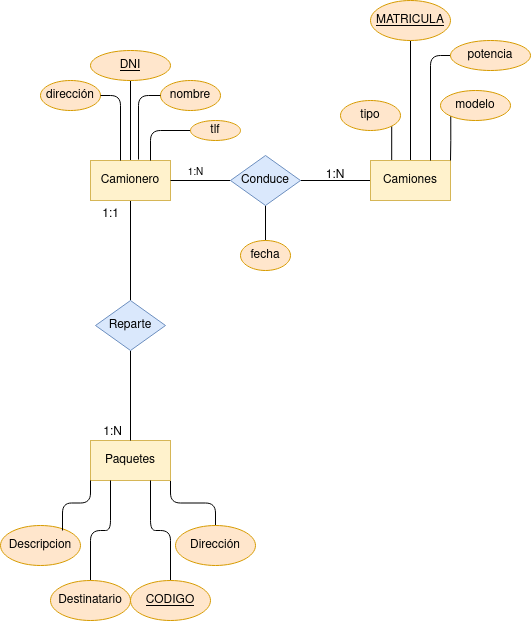 MATRICULA
DNI
potencia
dirección
nombre
modelo
tipo
tlf
Camionero
1:N
Conduce
1:N
Camiones
1:1
fecha
Reparte
1:N
Paquetes
Descripcion
Dirección
Destinatario
CODIGO